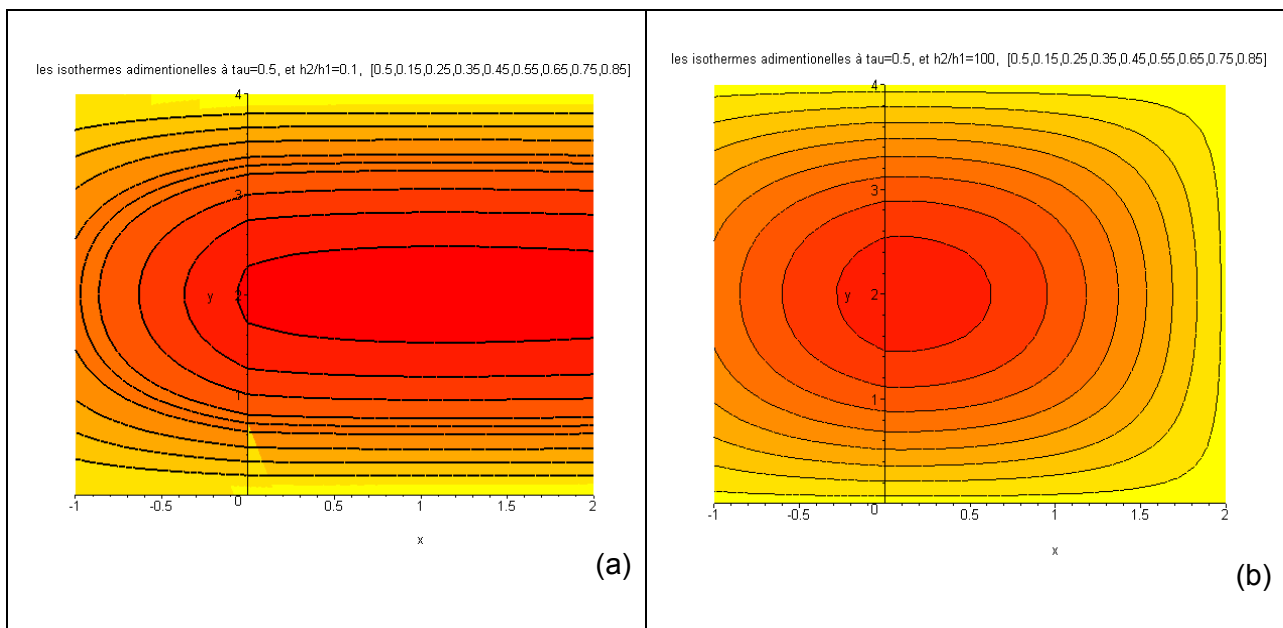 les isothermes adimentionelles à tau=0.5, et h2/h1=0.1, [0.5,0.15,0.25,0.35,0.45,0.55,0.65,0.75,0.85]
4
3
y 2
1
0
-1 -0.5 0.5 1 1.5 2
x
(a)
les isothermes adimentionelles à tau=0.5, et h2/h1=100, [0.5,0.15,0.25,0.35,0.45,0.55,0.65,0.75,0.85]
4
3
y 2
1
-1 -0.5 0 0.5 1 1.5 2
x
(b)